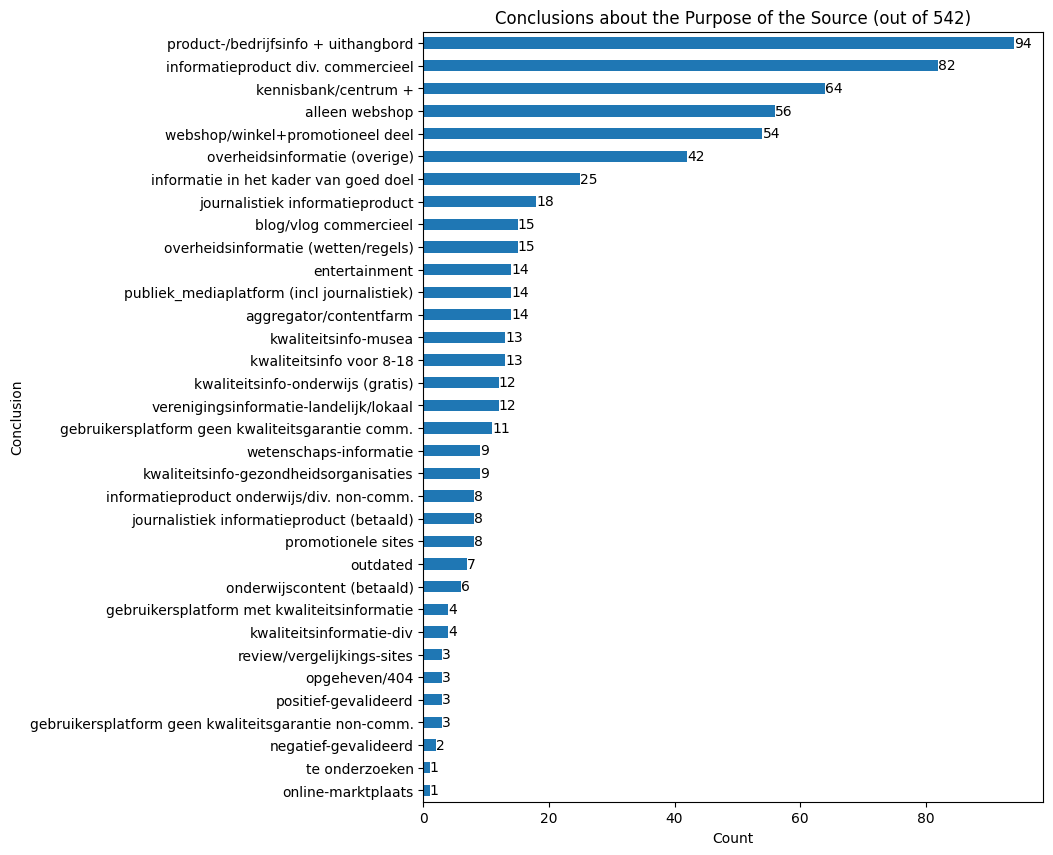 Conclusions about the Purpose of the Source (out of 542)
product-/bedrijfsinfo + uithangbord 94
informatieproduct div. commercieel 82
kennisbank/centrum + 64
alleen webshop 56
webshop/winkel+promotioneel deel 54
overheidsinformatie (overige) 42
informatie in het kader van goed doel 25
journalistiek informatieproduct 18
blog/vlog commercieel 15
overheidsinformatie (wetten/regels) 15
entertainment 14
publiek_mediaplatform (incl journalistiek) 14
aggregator/contentfarm 14
kwaliteitsinfo-musea 13
kwaliteitsinfo voor 8-18 13
kwaliteitsinfo-onderwijs (gratis) 12
verenigingsinformatie-landelijk/lokaal 12
gebruikersplatform geen kwaliteitsgarantie comm. 11
wetenschaps-informatie 9
kwaliteitsinfo-gezondheidsorganisaties 9
informatieproduct onderwijs/div. non-comm. 8
journalistiek informatieproduct (betaald) 8
promotionele sites 8
outdated 7
onderwijscontent (betaald) 6
gebruikersplatform met kwaliteitsinformatie 4
kwaliteitsinformatie-div 4
review/vergelijkings-sites 3
opgeheven/404 3
positief-gevalideerd 3
gebruikersplatform geen kwaliteitsgarantie non-comm. 3
negatief-gevalideerd 2
te onderzoeken 1
online-marktplaats 1
Conclusion
0 20 40 60 80
Count